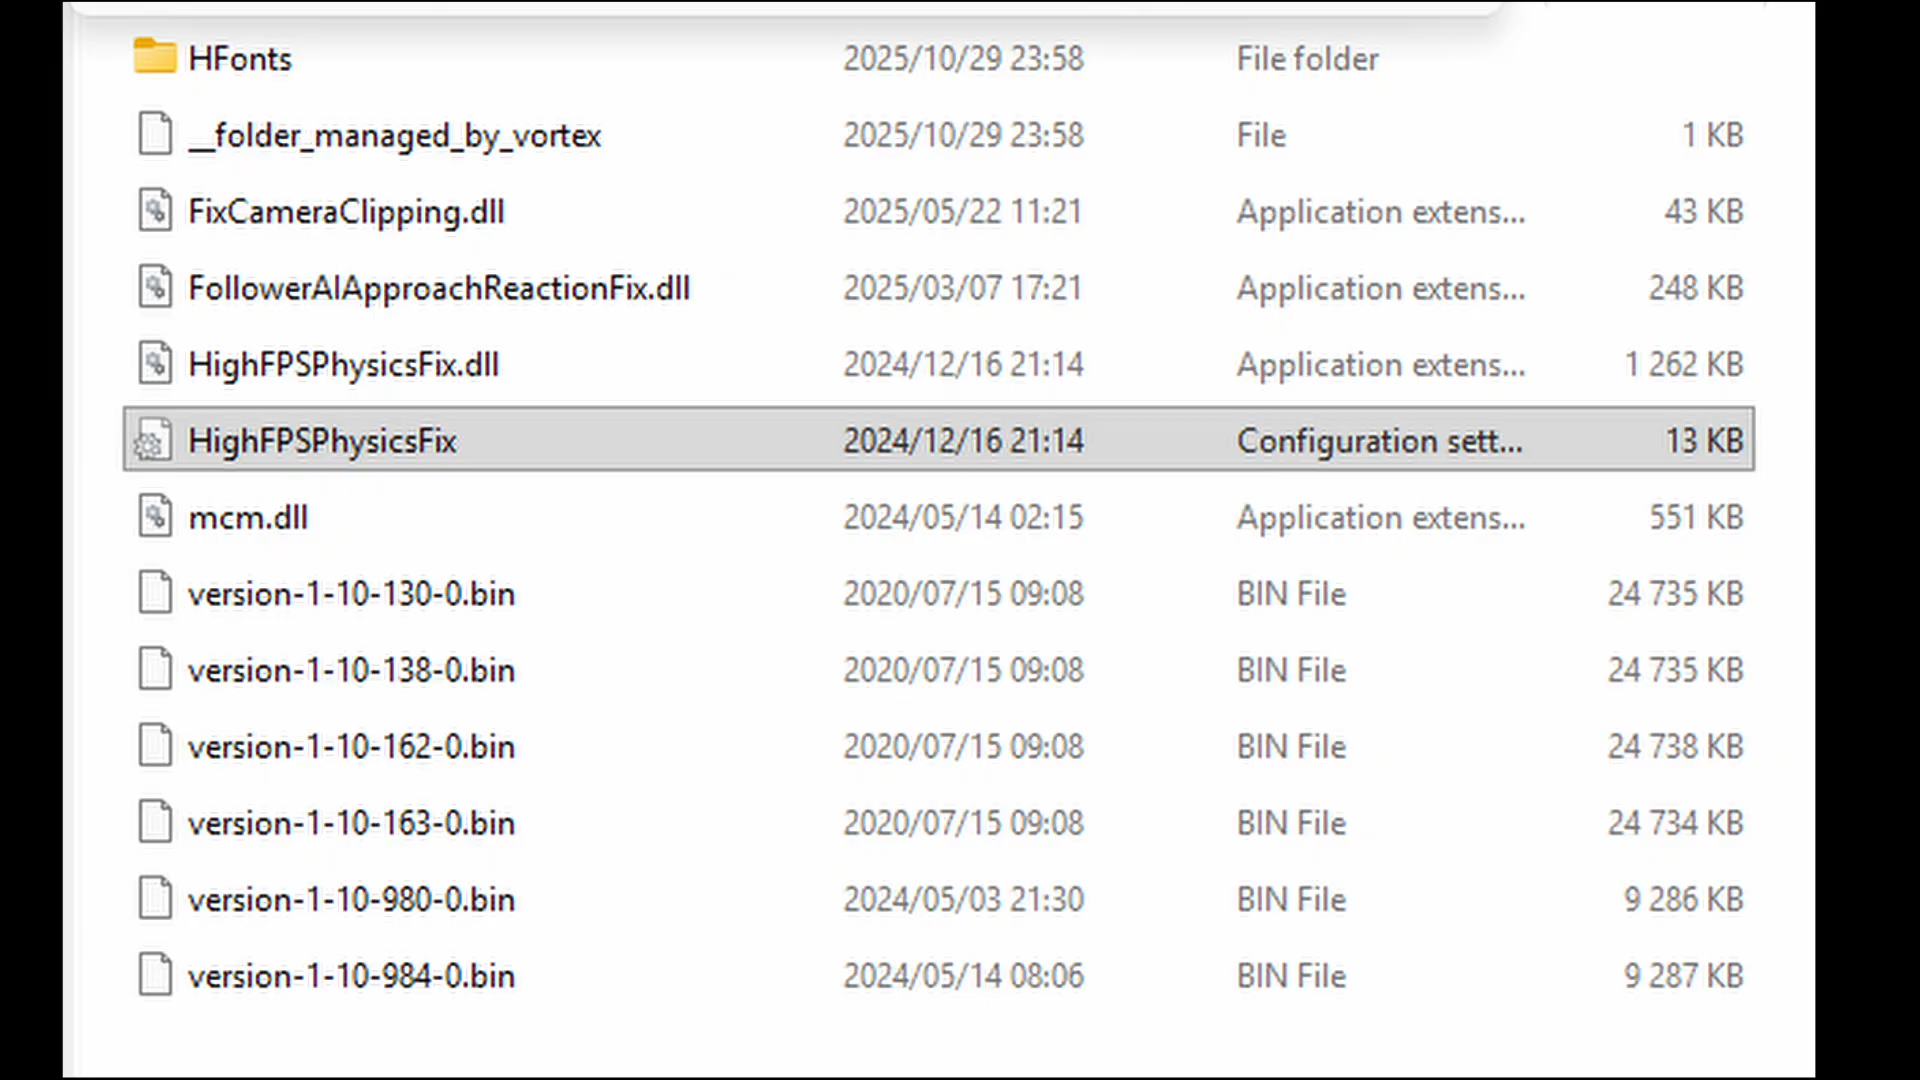 HFonts 2025/10/29 23:58 File folder
__folder_managed_by_vortex 2025/10/29 23:58 File 1 KB
FixCameraClipping.dll 2025/05/22 11:21 Application extens... 43 KB
FollowerAIApproachReactionFix.dll 2025/03/07 17:21 Application extens... 248 KB
HighFPSPhysicsFix.dll 2024/12/16 21:14 Application extens... 1 262 KB
HighFPSPhysicsFix 2024/12/16 21:14 Configuration sett... 13 KB
mcm.dll 2024/05/14 02:15 Application extens... 551 KB
version-1-10-130-0.bin 2020/07/15 09:08 BIN File 24 735 KB
version-1-10-138-0.bin 2020/07/15 09:08 BIN File 24 735 KB
version-1-10-162-0.bin 2020/07/15 09:08 BIN File 24 738 KB
version-1-10-163-0.bin 2020/07/15 09:08 BIN File 24 734 KB
version-1-10-980-0.bin 2024/05/03 21:30 BIN File 9 286 KB
version-1-10-984-0.bin 2024/05/14 08:06 BIN File 9 287 KB